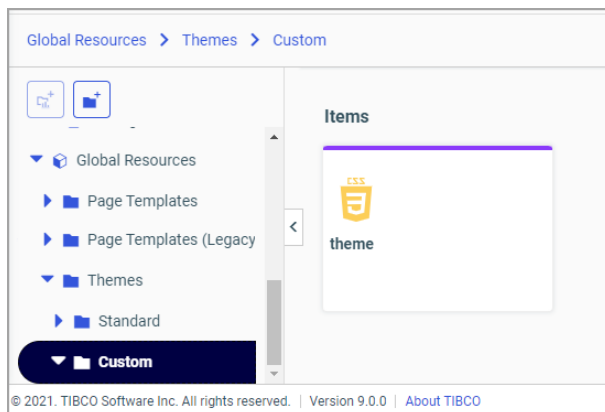 Global Resources > Themes > Custom
Items
Global Resources
Page Templates
Page Templates (Legacy
Themes
Standard
Custom
CSS
theme
© 2021. TIBCO Software Inc. All rights reserved. | Version 9.0.0 | About TIBCO